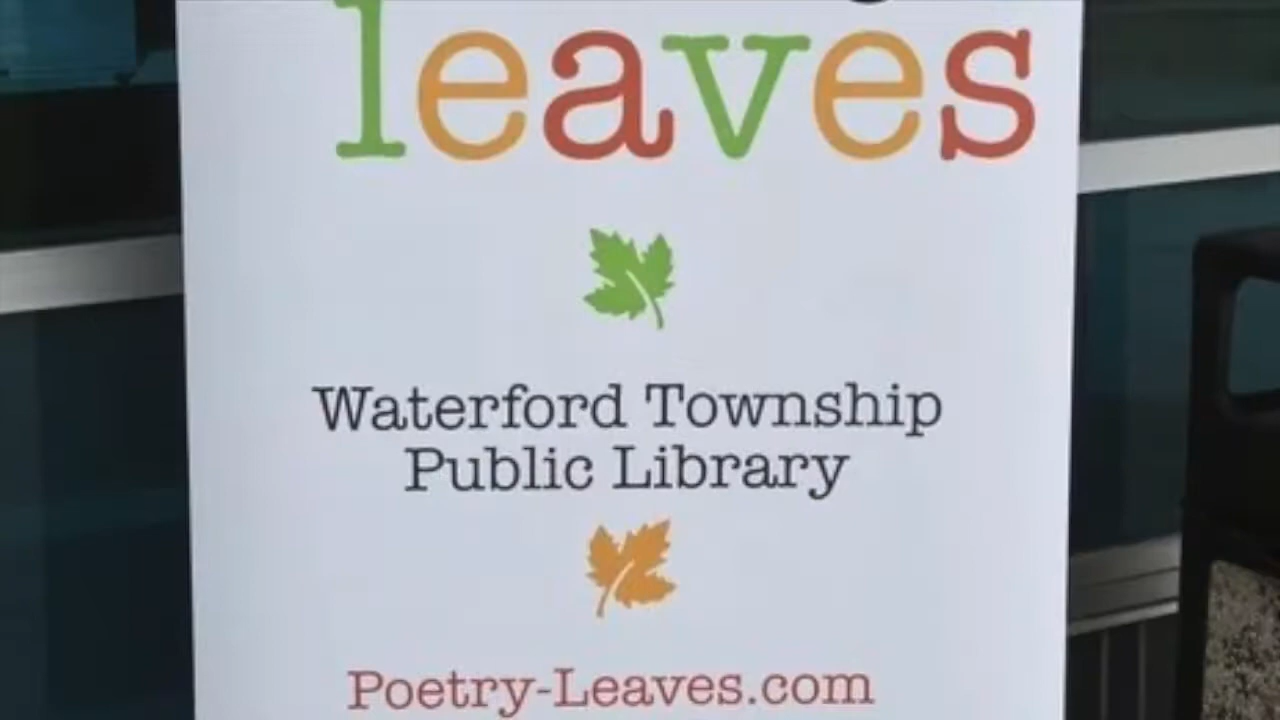 leaves
Waterford Township
Public Library
Poetry-Leaves.com